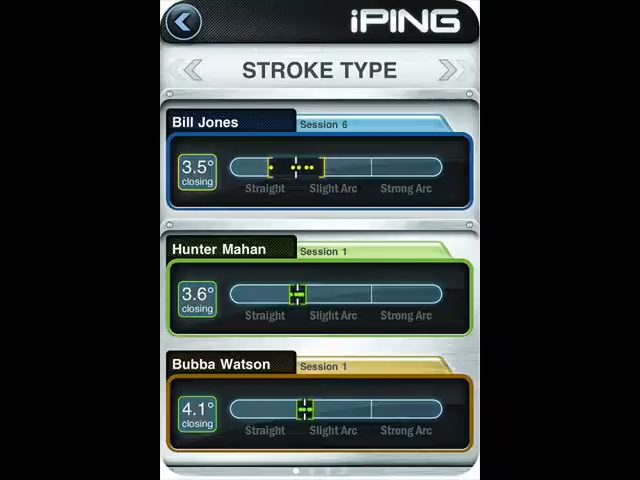 iPING
STROKE TYPE
Bill Jones
Session 6
3.5°
closing
Straight
Slight Arc
Strong Arc
Hunter Mahan
Session 1
3.6°
closing
Straight
Slight Arc
Strong Arc
Bubba Watson
Session 1
4.1°
closing
Straight
Slight Arc
Strong Arc